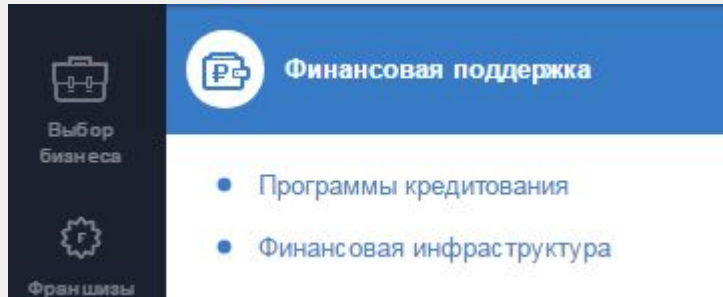 Финансовая поддержка
Выбор
бизнеса
Программы кредитования
Финансовая инфраструктура
F
Франшизы